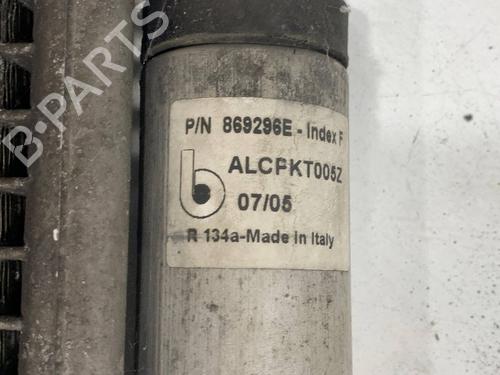 B-PARTS
P/N 869296E - Index F
b
ALCPKT005Z
07/05
R 134a-Made in Italy